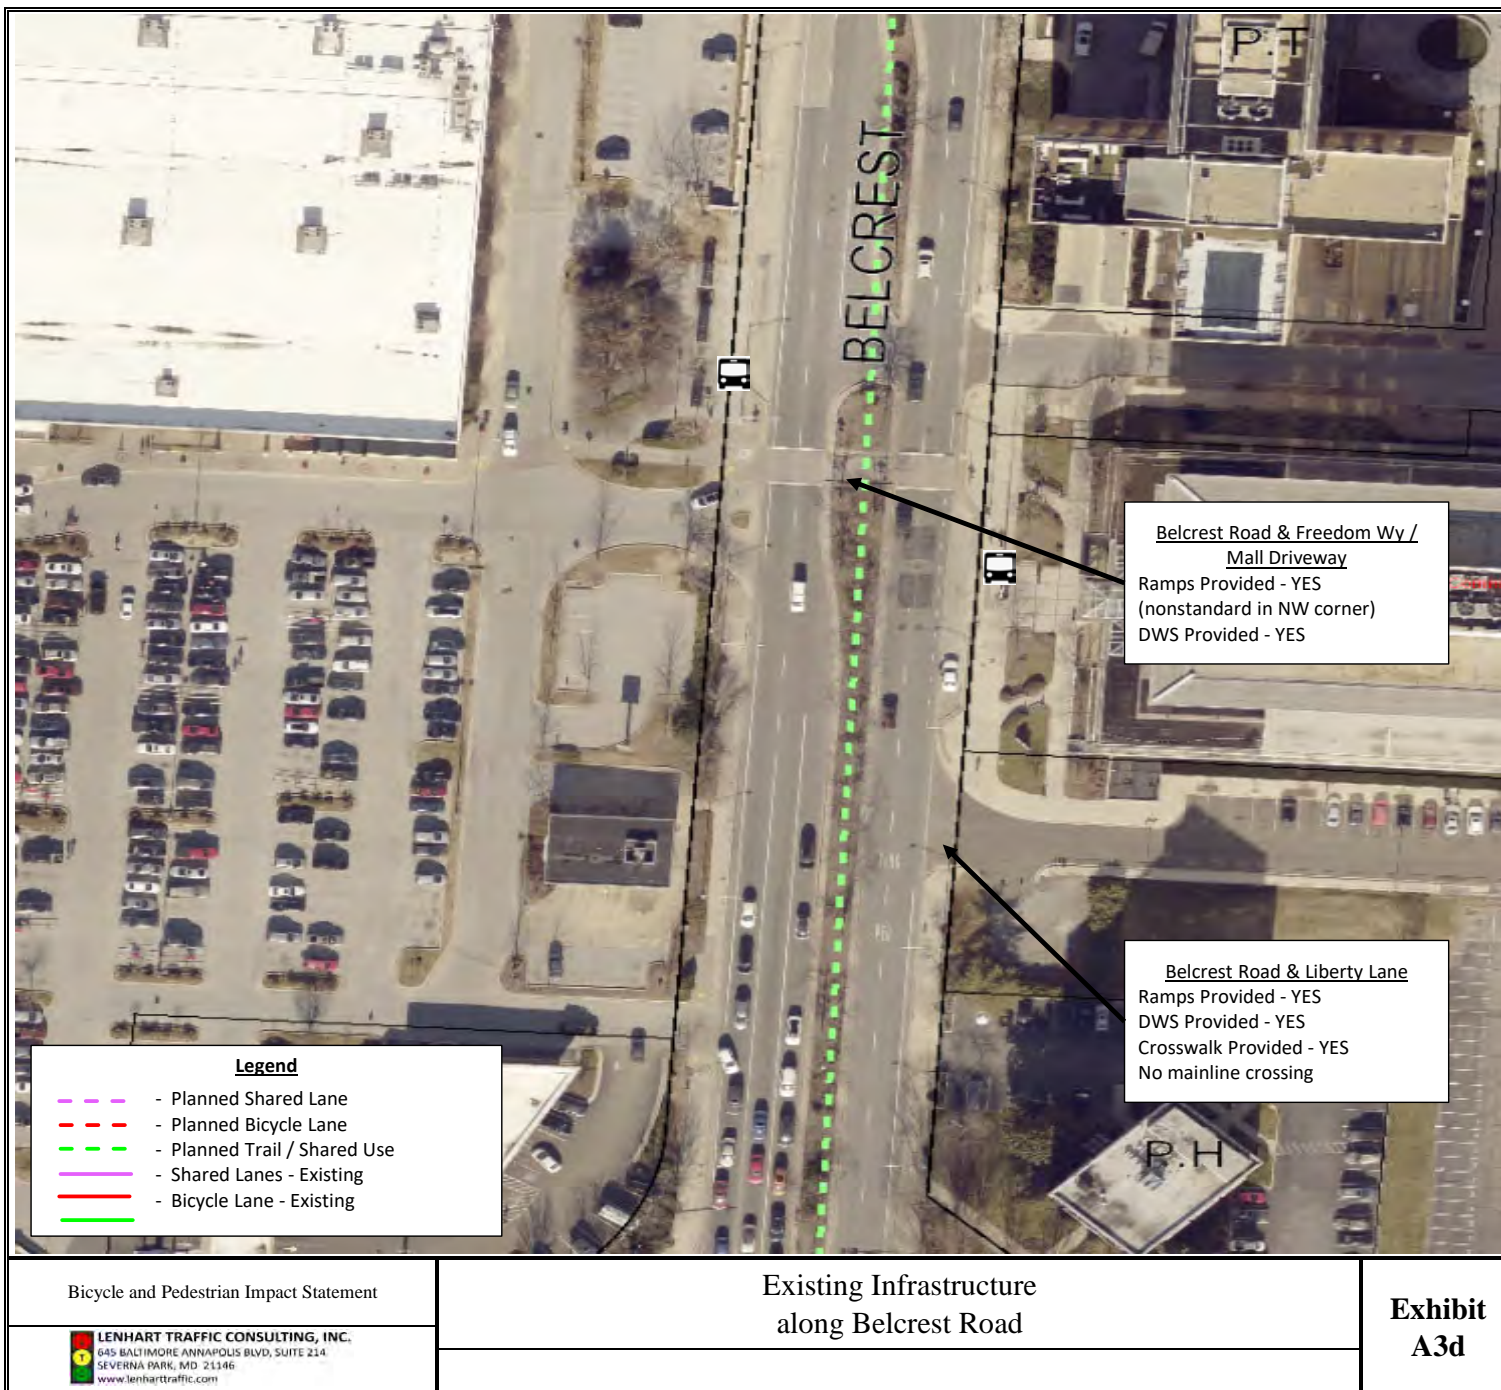 P.T
BELCREST
Belcrest Road & Freedom Wy /
Mall Driveway
Ramps Provided - YES
(nonstandard in NW corner)
DWS Provided - YES
Belcrest Road & Liberty Lane
Ramps Provided - YES
DWS Provided - YES
Crosswalk Provided - YES
No mainline crossing
P.H
Legend
- Planned Shared Lane
- Planned Bicycle Lane
- Planned Trail / Shared Use
- Shared Lanes - Existing
- Bicycle Lane - Existing
Bicycle and Pedestrian Impact Statement
LENHART TRAFFIC CONSULTING, INC.
645 BALTIMORE ANNAPOLIS BLVD, SUITE 214
SEVERNA PARK, MD 21146
www.lenharttraffic.com
Existing Infrastructure
along Belcrest Road
Exhibit
A3d